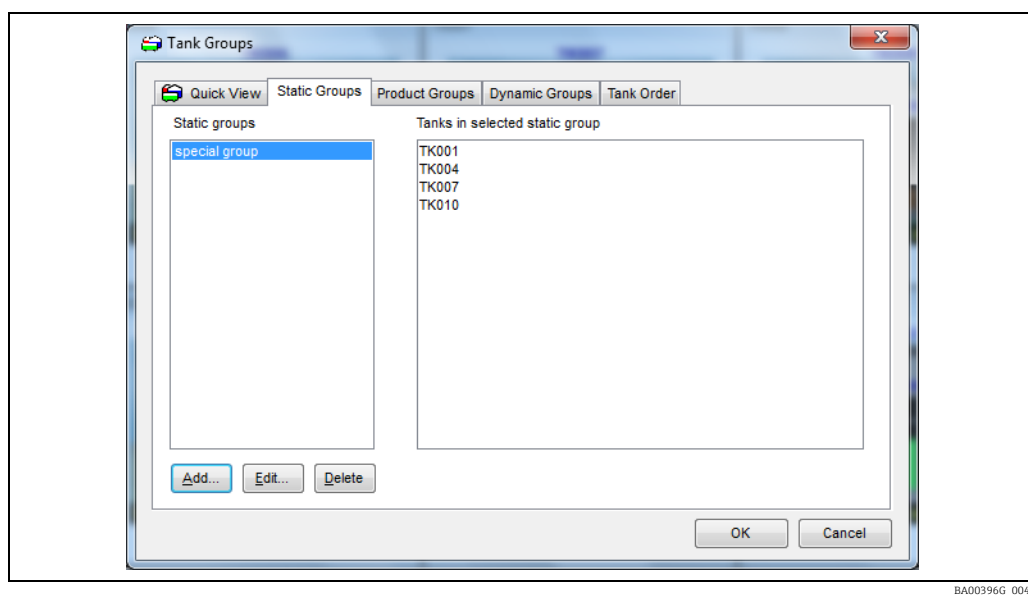 Tank Groups
Quick View Static Groups Product Groups Dynamic Groups Tank Order
Static groups Tanks in selected static group
special group
TK001
TK004
TK007
TK010
Add... Edit... Delete
OK Cancel
BA00396G 004